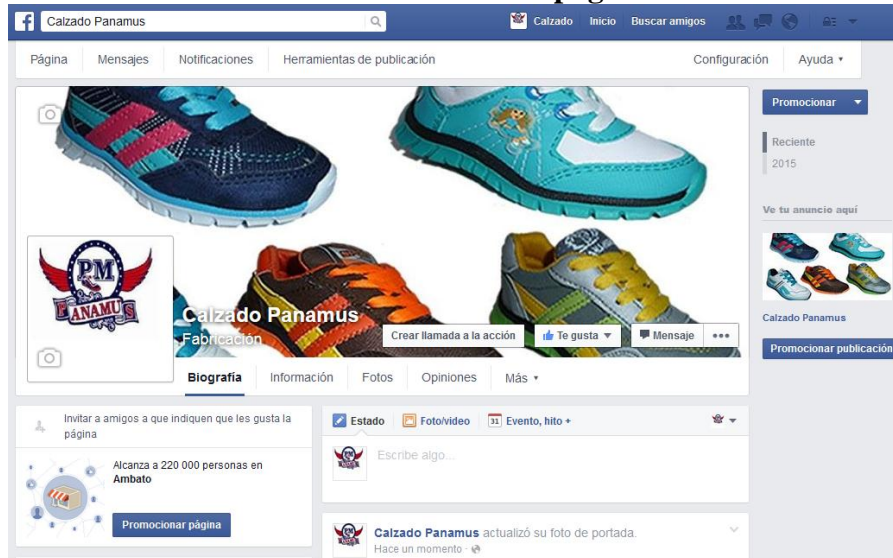 Calzado Panamus
Calzado Inicio Buscar amigos
Página Mensajes Notificaciones Herramientas de publicación Configuración Ayuda
Promocionar
Reciente
2015
Ve tu anuncio aquí
PM
PANAMUS
Calzado Panamus
Fabricación
Crear llamada a la acción Te gusta Mensaje
Calzado Panamus
Promocionar publicación
Biografía Información Fotos Opiniones Más
Invitar a amigos a que indiquen que les gusta la
página
Alcanza a 220 000 personas en
Ambato
Promocionar página
Estado Foto/video 31 Evento, hito +
Escribe algo...
Calzado Panamus actualizó su foto de portada.
Hace un momento ·